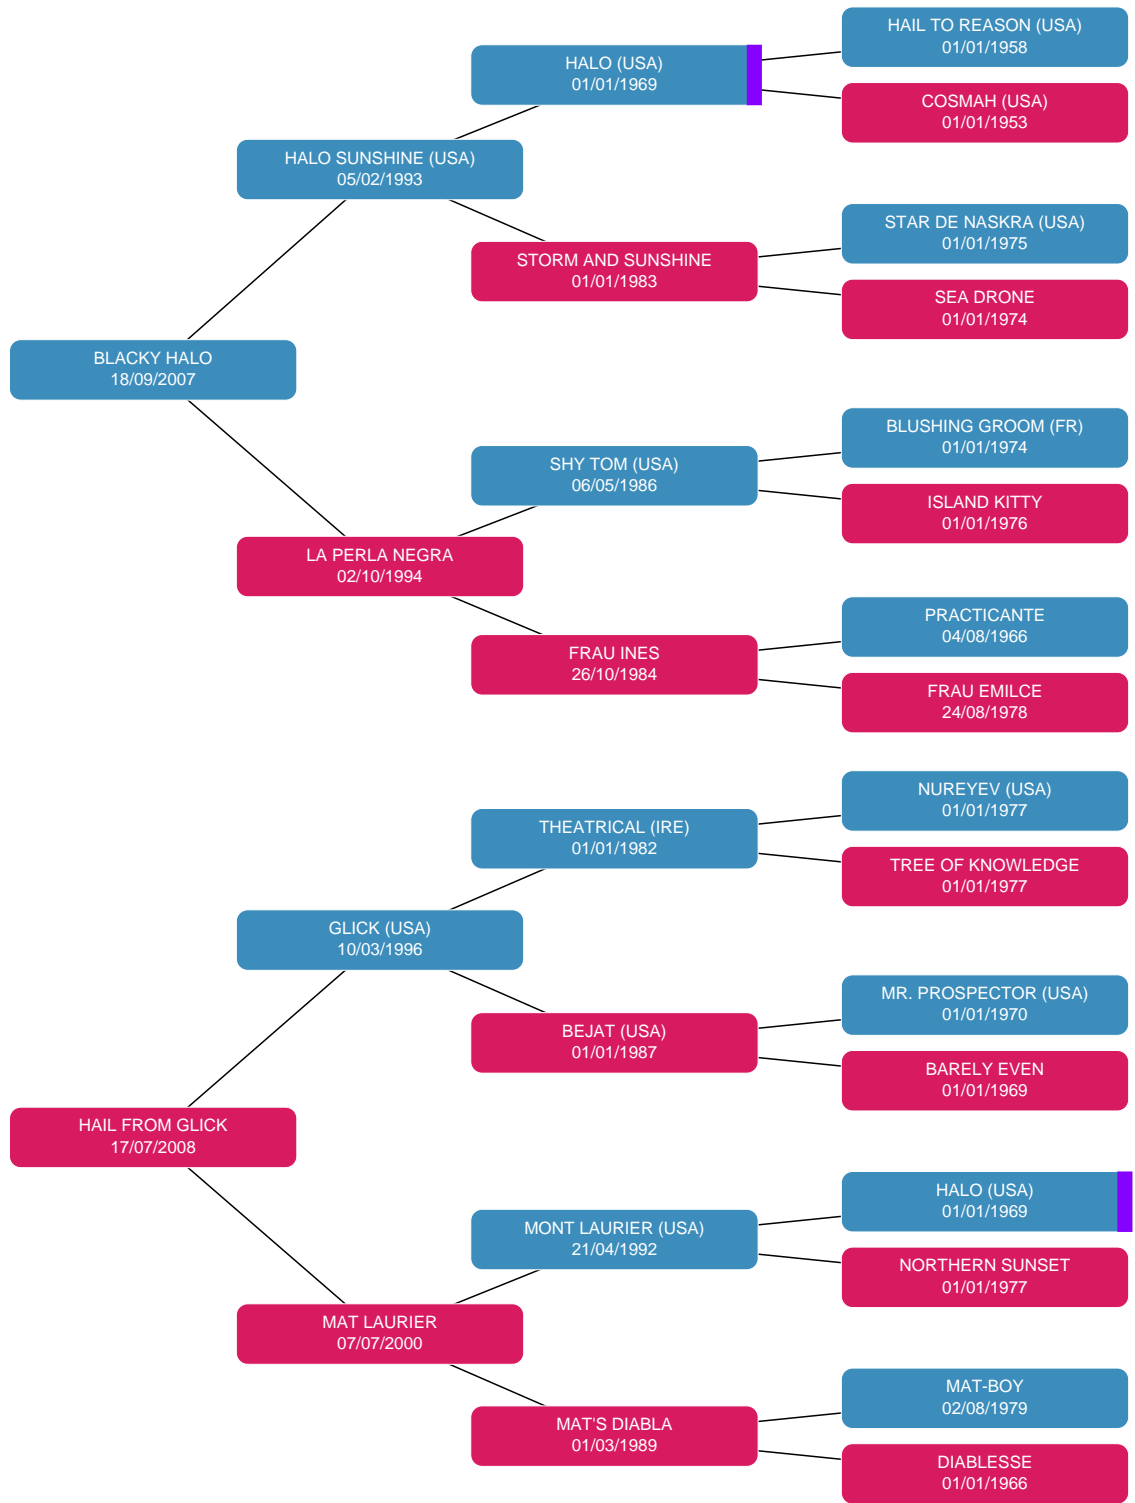 HAIL TO REASON (USA)
01/01/1958
HALO (USA)
01/01/1969
COSMAH (USA)
01/01/1953
HALO SUNSHINE (USA)
05/02/1993
STAR DE NASKRA (USA)
01/01/1975
STORM AND SUNSHINE
01/01/1983
SEA DRONE
01/01/1974
BLACKY HALO
18/09/2007
BLUSHING GROOM (FR)
01/01/1974
SHY TOM (USA)
06/05/1986
ISLAND KITTY
01/01/1976
LA PERLA NEGRA
02/10/1994
PRACTICANTE
04/08/1966
FRAU INES
26/10/1984
FRAU EMILCE
24/08/1978
NUREYEV (USA)
01/01/1977
THEATRICAL (IRE)
01/01/1982
TREE OF KNOWLEDGE
01/01/1977
GLICK (USA)
10/03/1996
MR. PROSPECTOR (USA)
01/01/1970
BEJAT (USA)
01/01/1987
BARELY EVEN
01/01/1969
HAIL FROM GLICK
17/07/2008
HALO (USA)
01/01/1969
MONT LAURIER (USA)
21/04/1992
NORTHERN SUNSET
01/01/1977
MAT LAURIER
07/07/2000
MAT-BOY
02/08/1979
MAT'S DIABLA
01/03/1989
DIABLESSE
01/01/1966